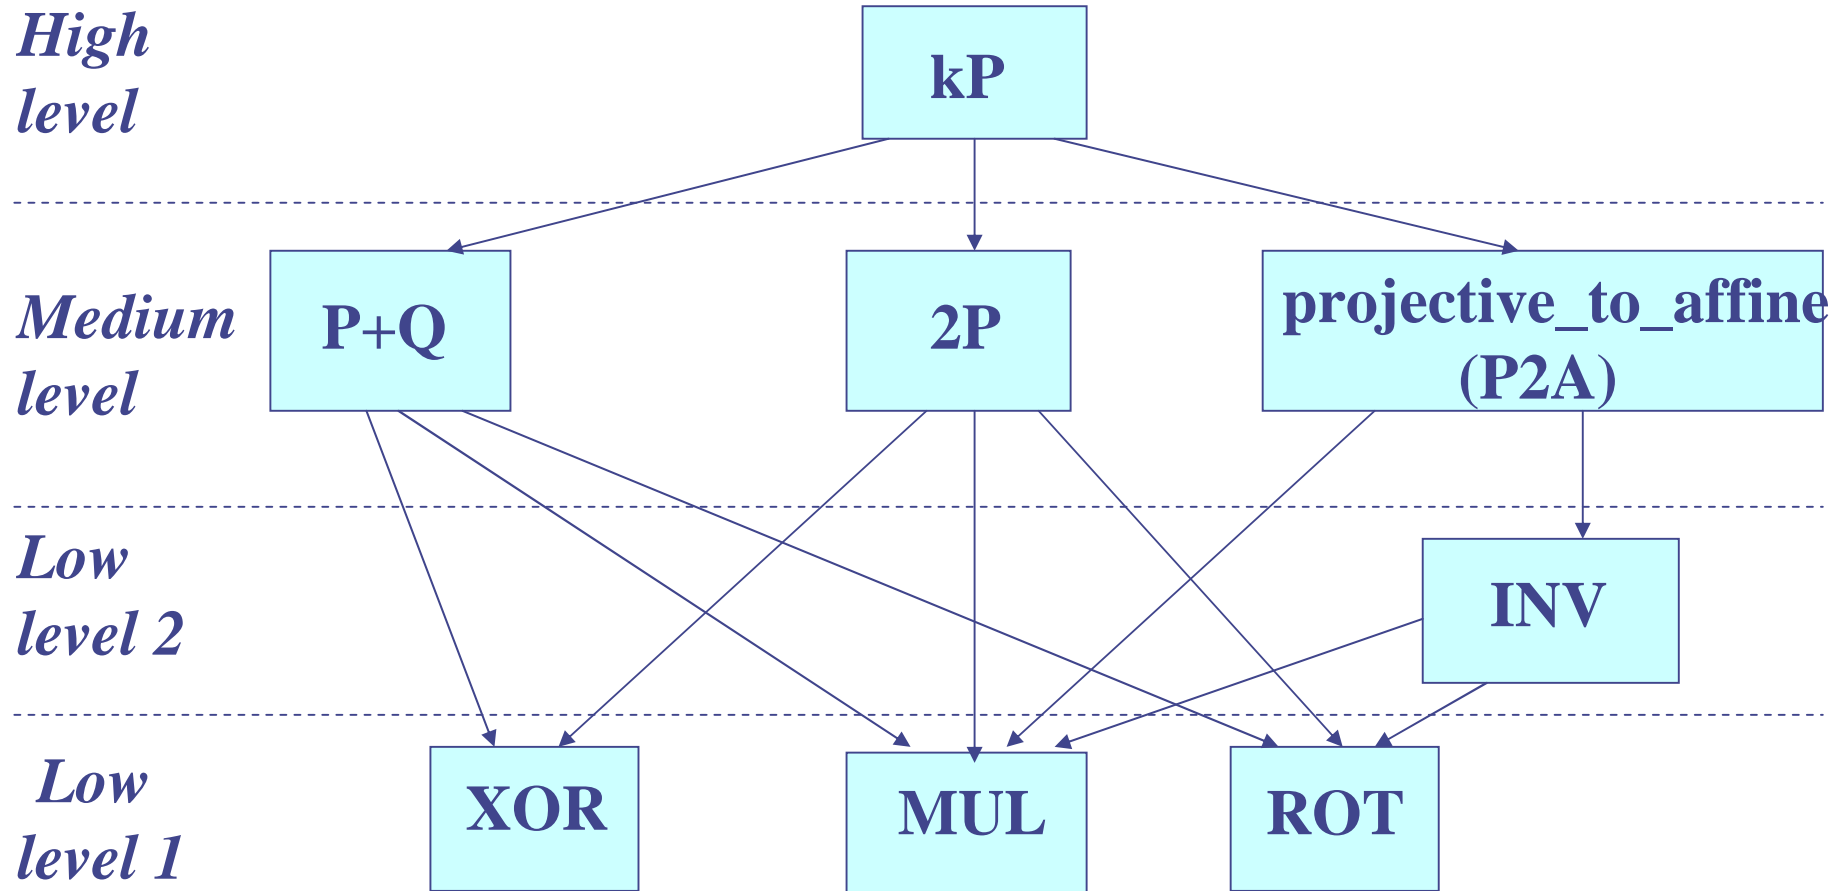 High
level
kP
Medium
level
P+Q
2P
projective_to_affine
(P2A)
Low
level 2
INV
Low
level 1
XOR
MUL
ROT